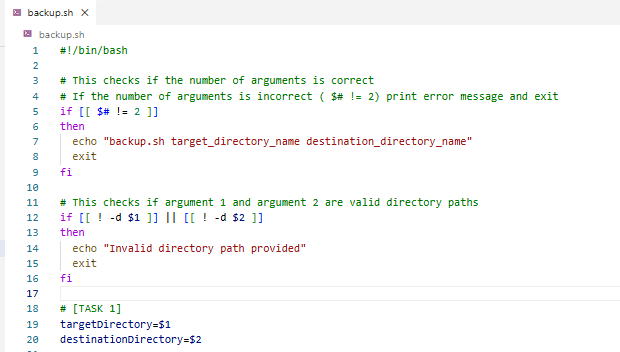 backup.sh ×
backup.sh
1 #!/bin/bash
2
3 # This checks if the number of arguments is correct
4 # If the number of arguments is incorrect ( $# != 2) print error message and exit
5 if [[ $# != 2 ]]
6 then
7 echo "backup.sh target_directory_name destination_directory_name"
8 exit
9 fi
10
11 # This checks if argument 1 and argument 2 are valid directory paths
12 if [[ ! -d $1 ]] || [[ ! -d $2 ]]
13 then
14 echo "Invalid directory path provided"
15 exit
16 fi
17
18 # [TASK 1]
19 targetDirectory=$1
20 destinationDirectory=$2